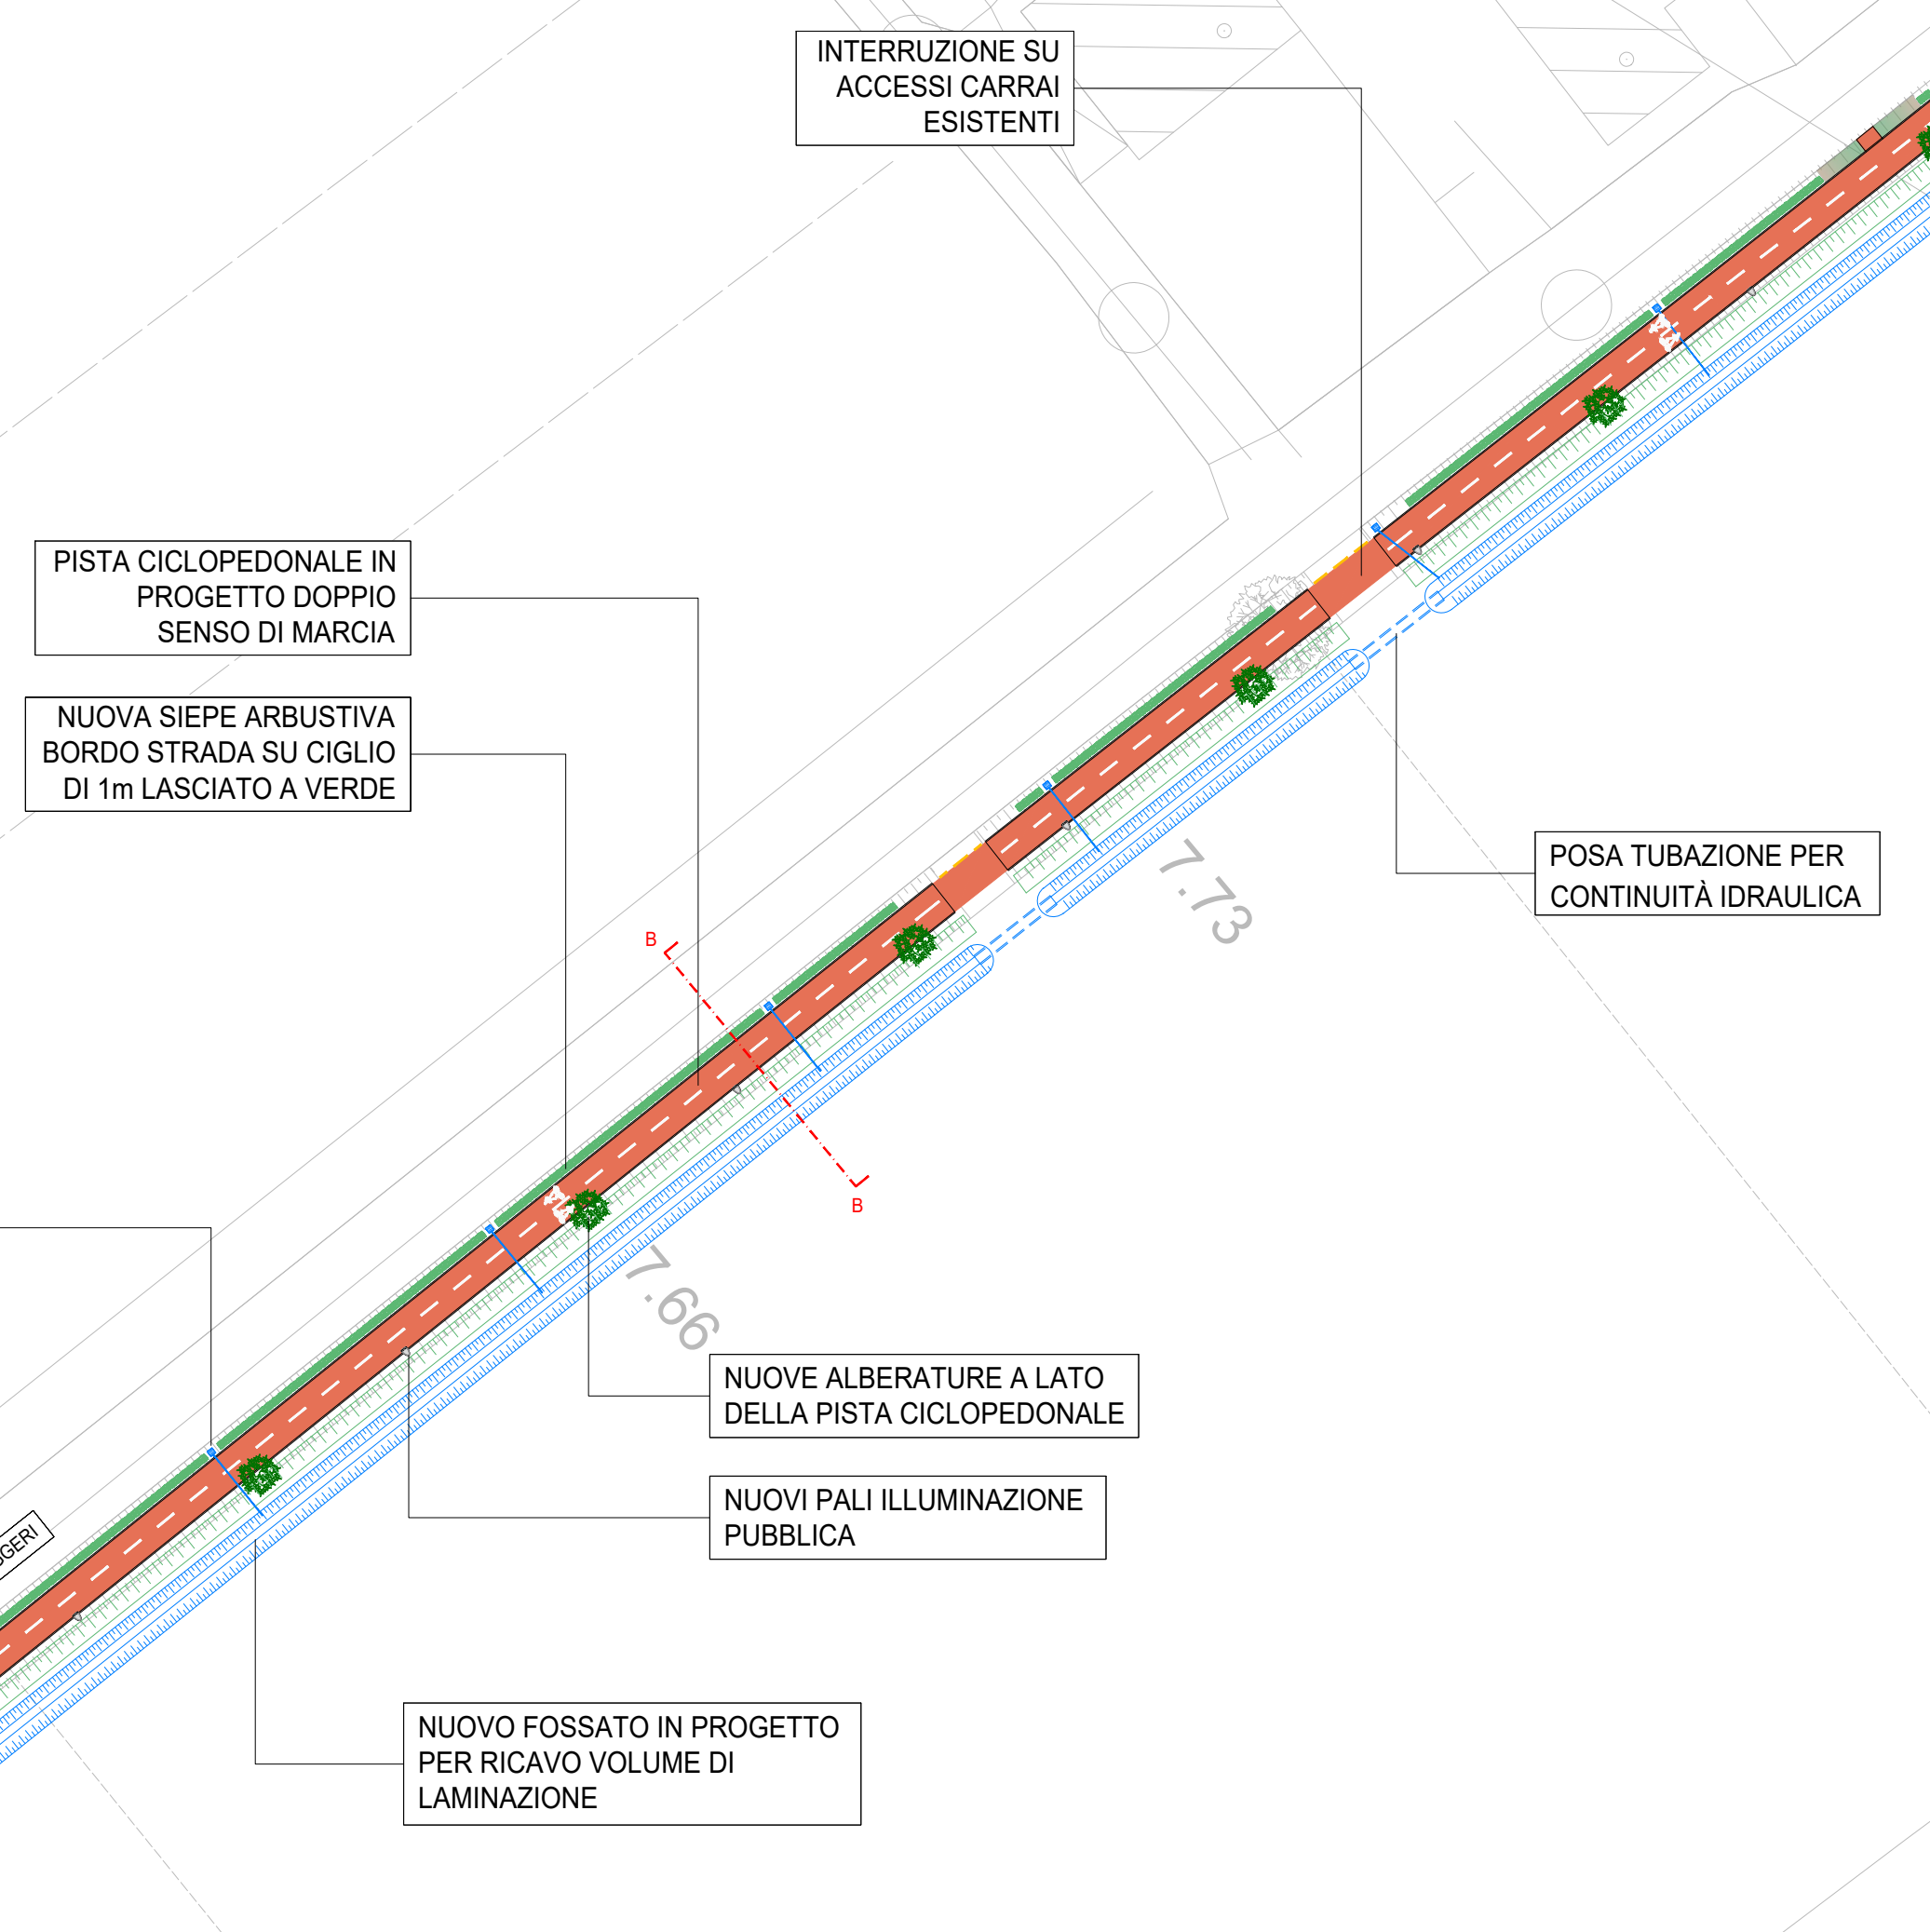 INTERRUZIONE SU
ACCESSI CARRAI
ESISTENTI
PISTA CICLOPEDONALE IN
PROGETTO DOPPIO
SENSO DI MARCIA
NUOVA SIEPE ARBUSTIVA
BORDO STRADA SU CIGLIO
DI 1m LASCIATO A VERDE
POSA TUBAZIONE PER
CONTINUITÀ IDRAULICA
7.73
B
B
7.66
NUOVE ALBERATURE A LATO
DELLA PISTA CICLOPEDONALE
NUOVI PALI ILLUMINAZIONE
PUBBLICA
NUOVO FOSSATO IN PROGETTO
PER RICAVO VOLUME DI
LAMINAZIONE